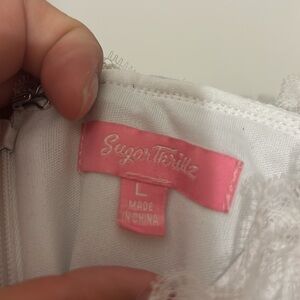 Sugar Thrillz
L
MADE
IN CHINA